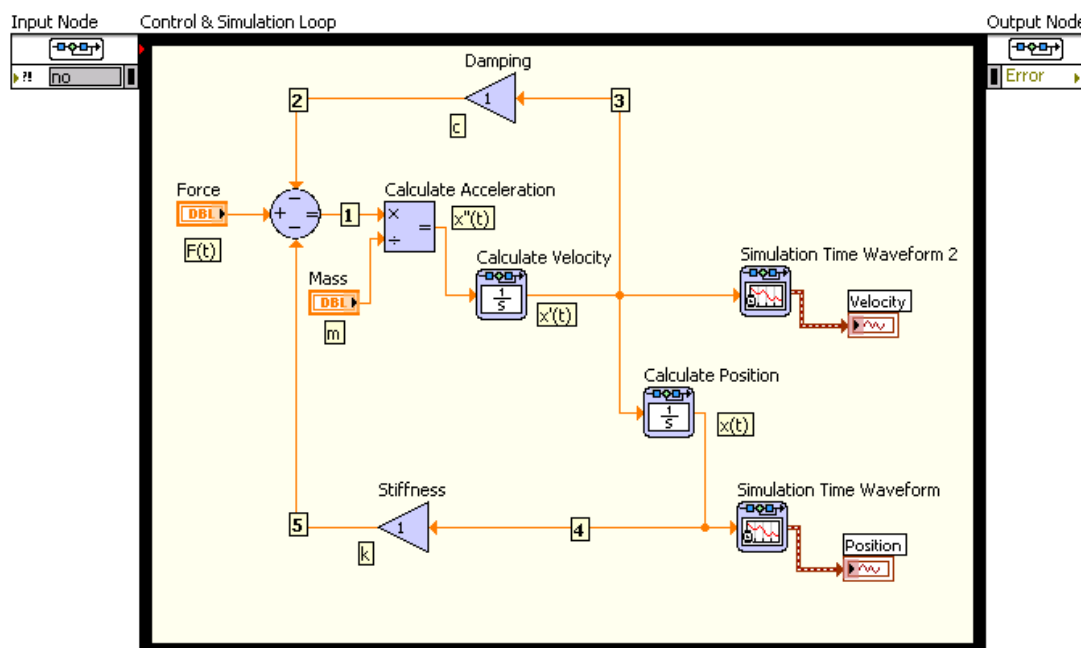 Input Node
Control & Simulation Loop
Output Node
?!
no
Error
Damping
2
1
3
c
Force
DBL
F(t)
+
−
−
=
1
Calculate Acceleration
×
÷
=
x''(t)
Mass
DBL
m
Calculate Velocity
1
s
x'(t)
Simulation Time Waveform 2
Velocity
Calculate Position
1
s
x(t)
Stiffness
5
1
4
k
Simulation Time Waveform
Position